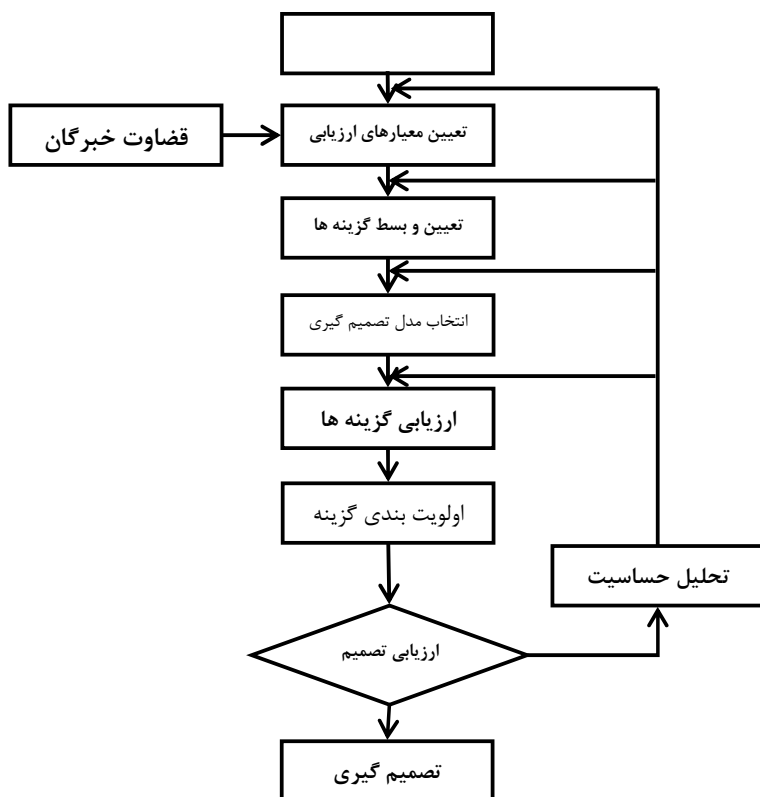 قضاوت خبرگان
تعیین معیارهای ارزیابی
تعیین و بسط گزینه ها
انتخاب مدل تصمیم گیری
ارزیابی گزینه ها
اولویت بندی گزینه
تحلیل حساسیت
ارزیابی تصمیم
تصمیم گیری